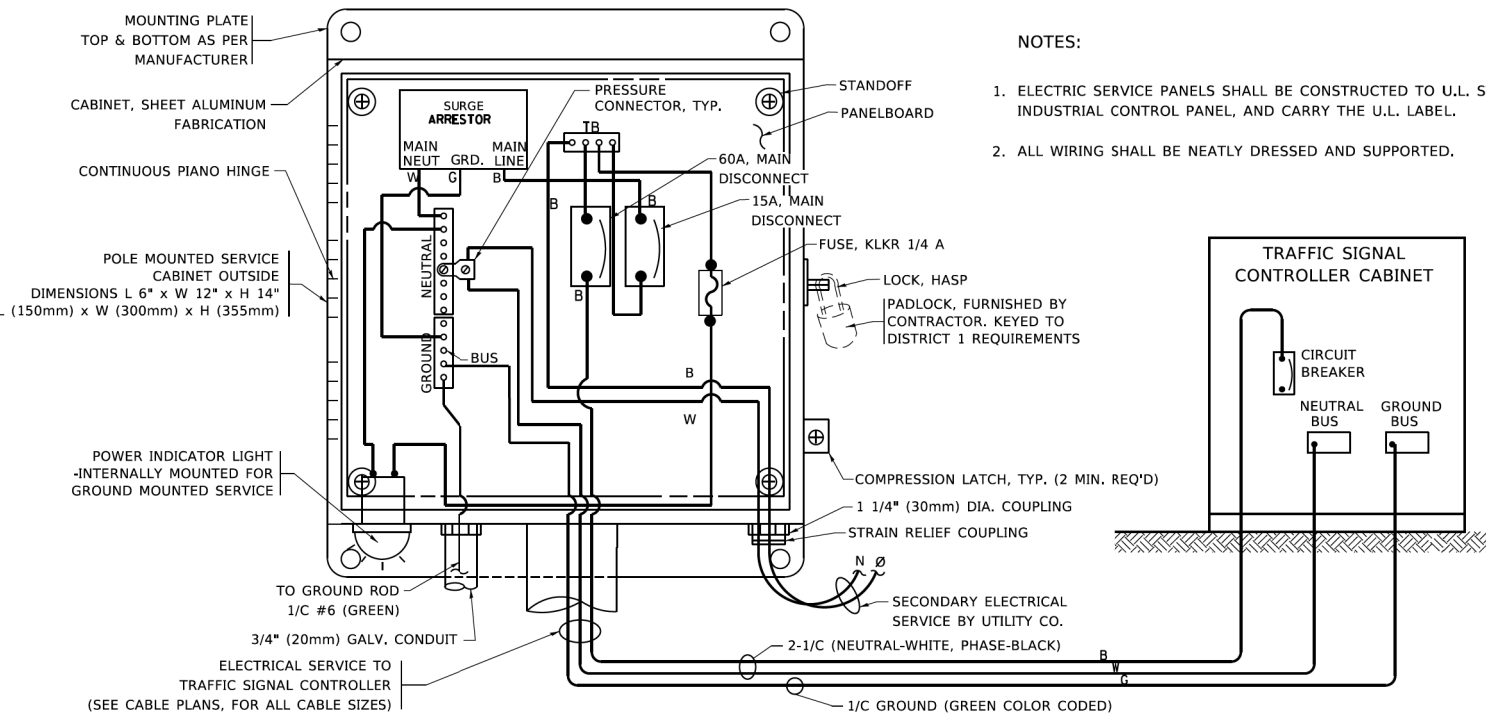 MOUNTING PLATE
TOP & BOTTOM AS PER
MANUFACTURER
CABINET, SHEET ALUMINUM
FABRICATION
CONTINUOUS PIANO HINGE
POLE MOUNTED SERVICE
CABINET OUTSIDE
DIMENSIONS L 6" x W 12" x H 14"
L (150mm) x W (300mm) x H (355mm)
POWER INDICATOR LIGHT
-INTERNALLY MOUNTED FOR
GROUND MOUNTED SERVICE
SURGE
ARRESTOR
MAIN
NEUT
GRD.
MAIN
LINE
W
G
B
PRESSURE
CONNECTOR, TYP.
TB
60A, MAIN
DISCONNECT
15A, MAIN
DISCONNECT
B
B
B
NEUTRAL
GROUND
BUS
B
W
STANDOFF
PANELBOARD
FUSE, KLKR 1/4 A
LOCK, HASP
PADLOCK, FURNISHED BY
CONTRACTOR. KEYED TO
DISTRICT 1 REQUIREMENTS
COMPRESSION LATCH, TYP. (2 MIN. REQ'D)
1 1/4" (30mm) DIA. COUPLING
STRAIN RELIEF COUPLING
N Ø
SECONDARY ELECTRICAL
SERVICE BY UTILITY CO.
TO GROUND ROD
1/C #6 (GREEN)
3/4" (20mm) GALV. CONDUIT
ELECTRICAL SERVICE TO
TRAFFIC SIGNAL CONTROLLER
(SEE CABLE PLANS, FOR ALL CABLE SIZES)
2-1/C (NEUTRAL-WHITE, PHASE-BLACK)
B
W
G
1/C GROUND (GREEN COLOR CODED)
NOTES:
1. ELECTRIC SERVICE PANELS SHALL BE CONSTRUCTED TO U.L. S
INDUSTRIAL CONTROL PANEL, AND CARRY THE U.L. LABEL.
2. ALL WIRING SHALL BE NEATLY DRESSED AND SUPPORTED.
TRAFFIC SIGNAL
CONTROLLER CABINET
CIRCUIT
BREAKER
NEUTRAL
BUS
GROUND
BUS